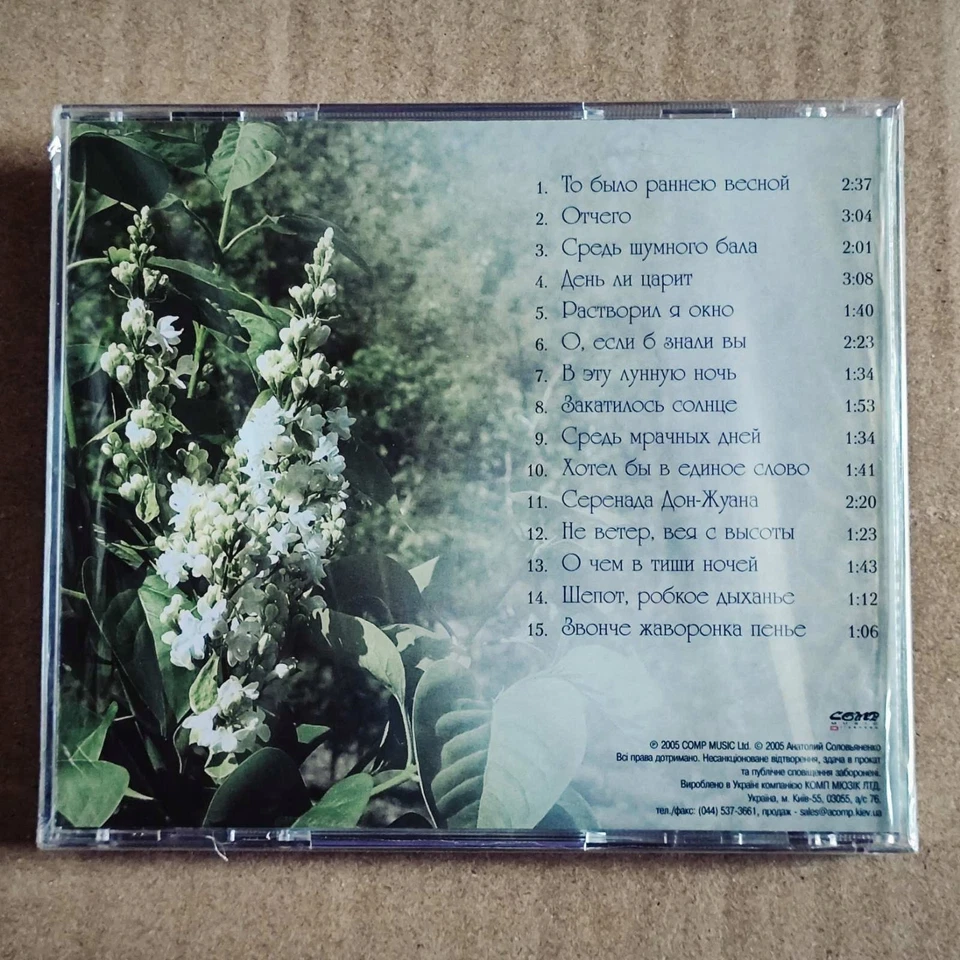 1. То было раннею весной 2:37
2. Отчего 3:04
3. Средь шумного бала 2:01
4. День ли царит 3:08
5. Растворил я окно 1:40
6. О, если б знали вы 2:23
7. В эту лунную ночь 1:34
8. Закатилось солнце 1:53
9. Средь мрачных дней 1:34
10. Хотел бы в единое слово 1:41
11. Серенада Дон-Жуана 2:20
12. Не ветер, вея с высоты 1:23
13. О чем в тиши ночей 1:43
14. Шепот, робкое дыханье 1:12
15. Звонче жаворонка пенье 1:06
COMP
MUSIC
℗ 2005 COMP MUSIC Ltd. © 2005 Анатолий Соловьяненко
Всі права дотримано. Несанкціоноване відтворення, здача в прокат
та публічне сповіщення заборонені.
Вироблено в Україні компанією КОМП МЮЗІК ЛТД.
Україна, м. Київ-55, 03055, а/с 76.
тел./факс: (044) 537-3661, продаж - sales@acomp.kiev.ua